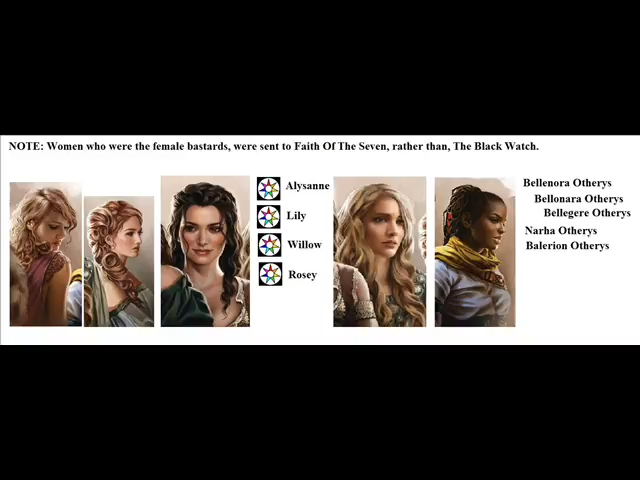 NOTE: Women who were the female bastards, were sent to Faith Of The Seven, rather than, The Black Watch.
Alysanne
Lily
Willow
Rosey
Bellenora Otherys
Bellonara Otherys
Bellegere Otherys
Narha Otherys
Balerion Otherys